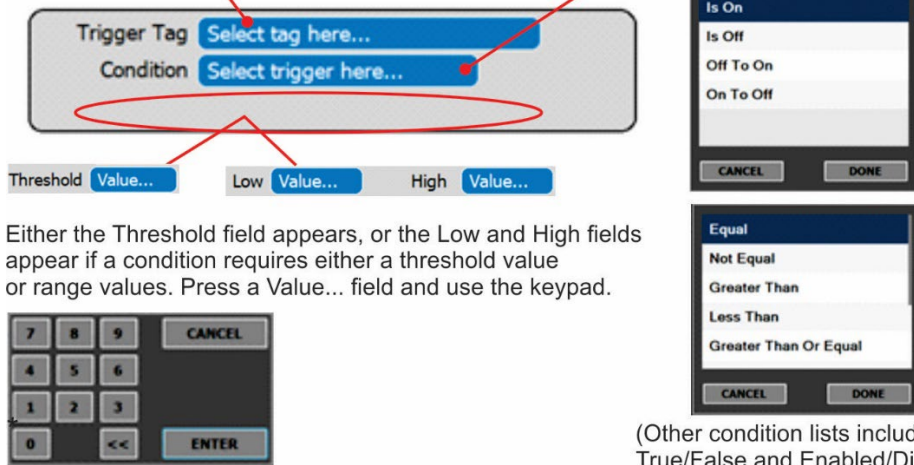 Trigger Tag Select tag here...
Condition Select trigger here...
Threshold Value...
Low Value...
High Value...
Either the Threshold field appears, or the Low and High fields
appear if a condition requires either a threshold value
or range values. Press a Value... field and use the keypad.
7 8 9 CANCEL
4 5 6
1 2 3
*
0 << ENTER
Is On
Is Off
Off To On
On To Off
CANCEL DONE
Equal
Not Equal
Greater Than
Less Than
Greater Than Or Equal
CANCEL DONE
(Other condition lists
True/False and